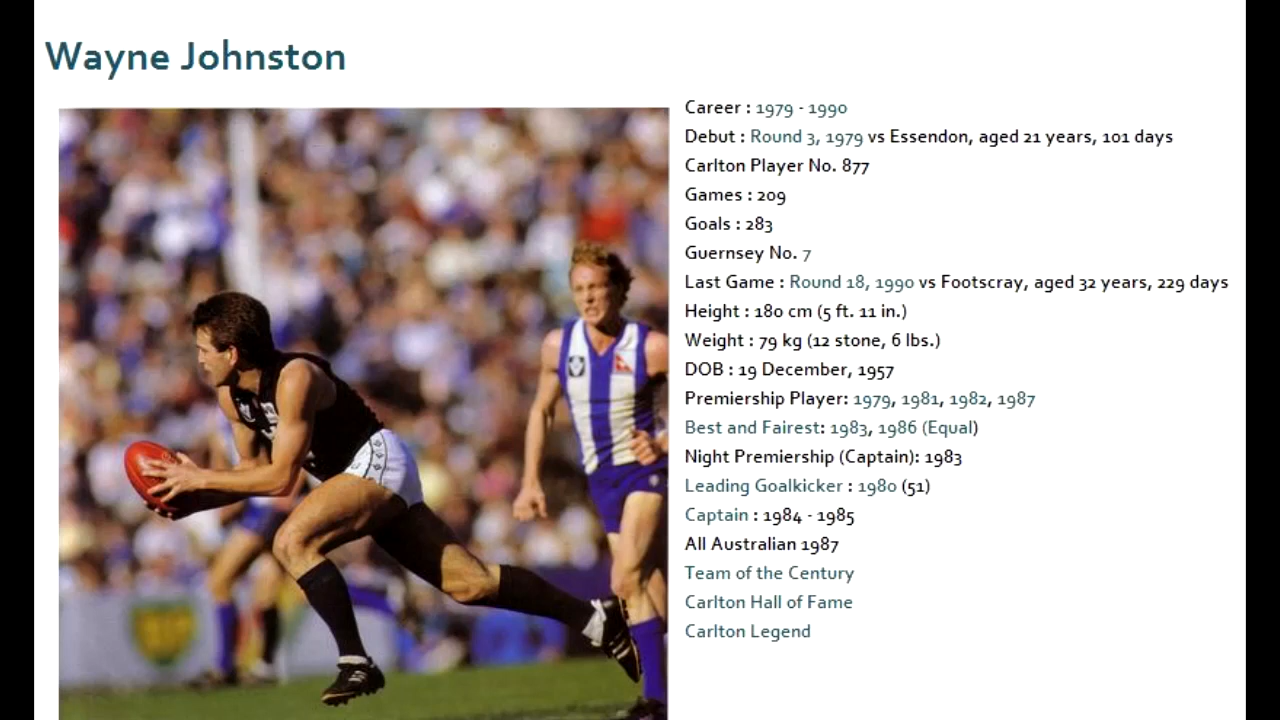 Wayne Johnston
Career : 1979 - 1990
Debut : Round 3, 1979 vs Essendon, aged 21 years, 101 days
Carlton Player No. 877
Games : 209
Goals : 283
Guernsey No. 7
Last Game : Round 18, 1990 vs Footscray, aged 32 years, 229 days
Height : 180 cm (5 ft. 11 in.)
Weight : 79 kg (12 stone, 6 lbs.)
DOB : 19 December, 1957
Premiership Player: 1979, 1981, 1982, 1987
Best and Fairest: 1983, 1986 (Equal)
Night Premiership (Captain): 1983
Leading Goalkicker : 1980 (51)
Captain : 1984 - 1985
All Australian 1987
Team of the Century
Carlton Hall of Fame
Carlton Legend